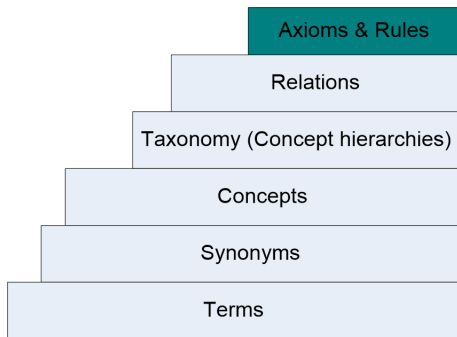 Axioms & Rules
Relations
Taxonomy (Concept hierarchies)
Concepts
Synonyms
Terms